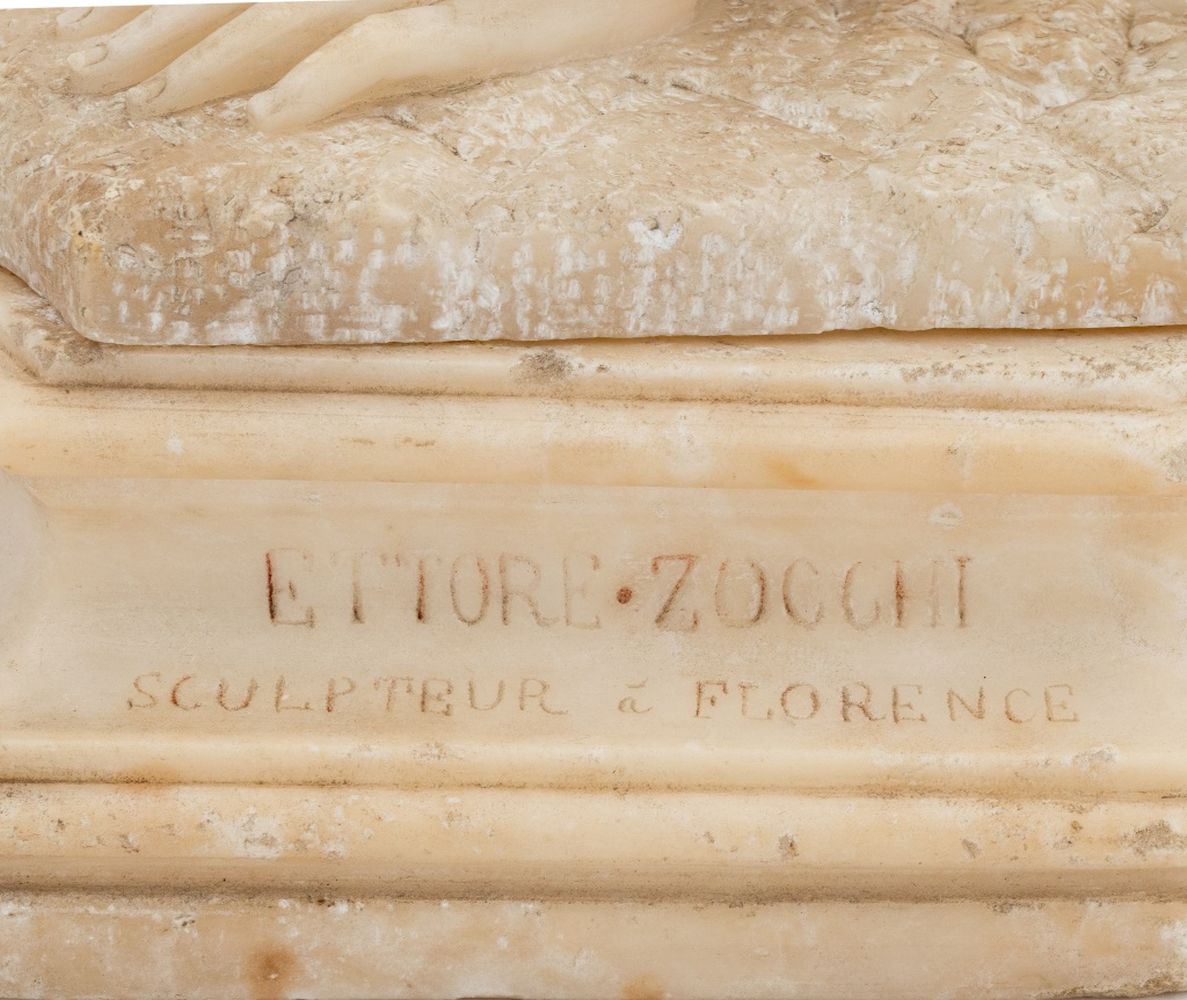 ETTORE • ZOCCHI
SCULPTEUR à FLORENCE